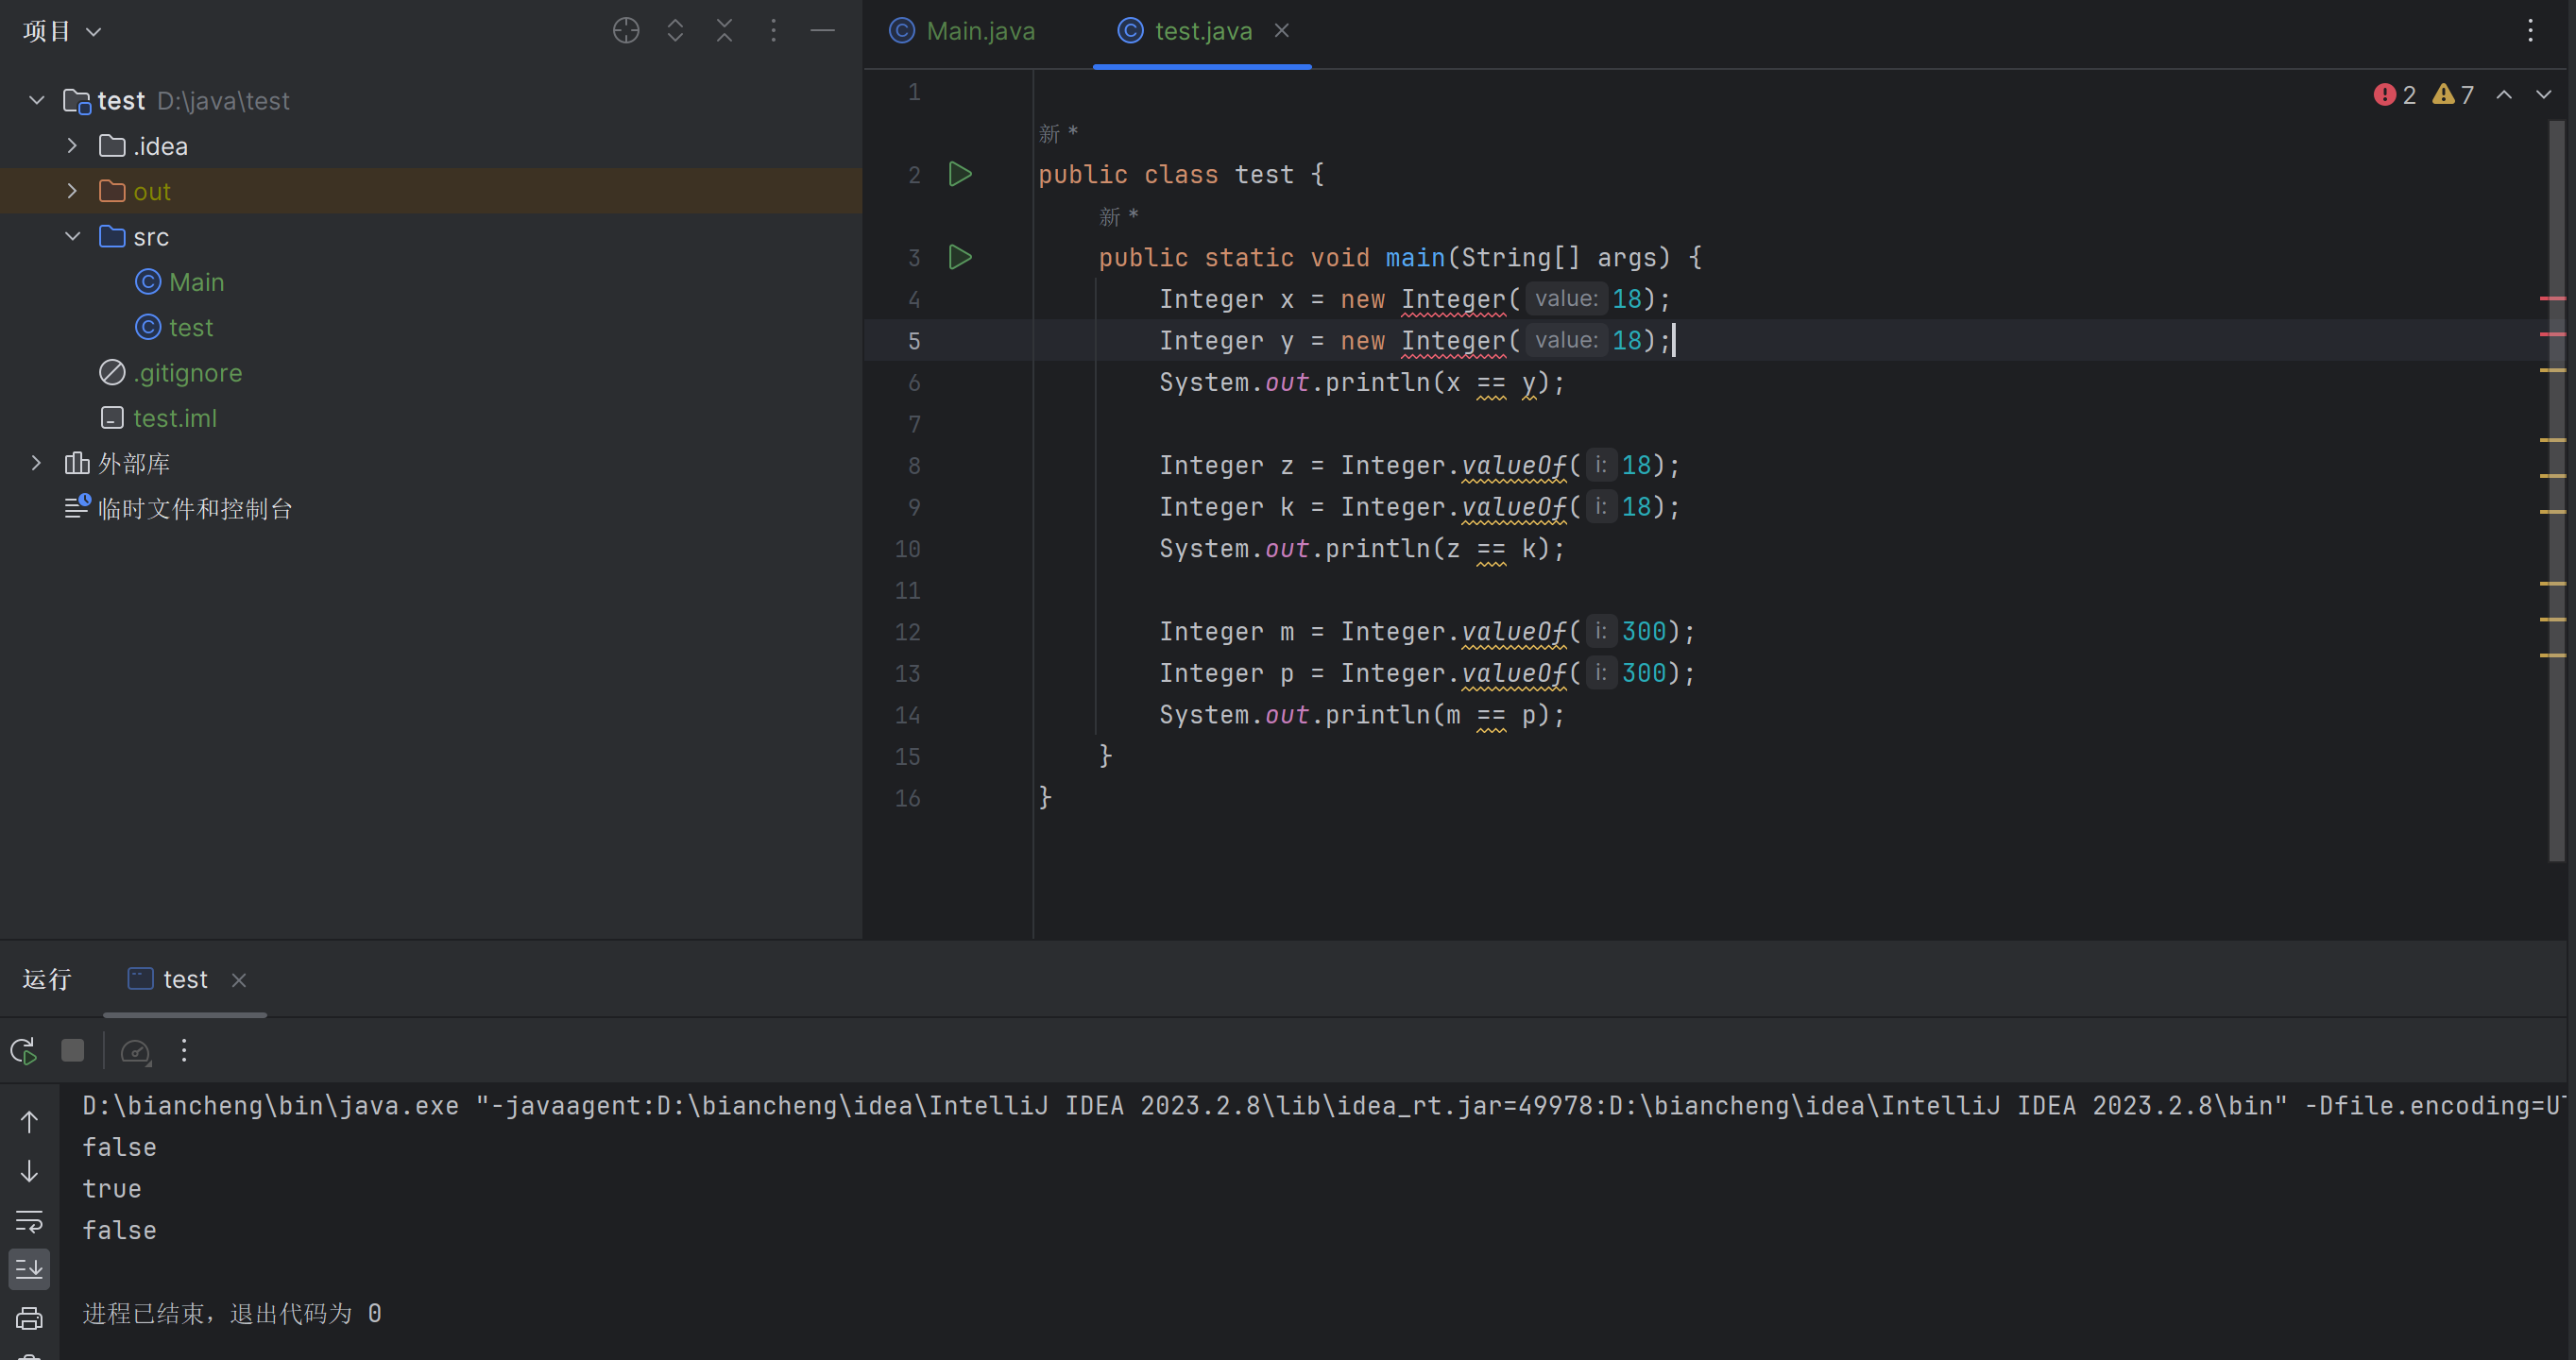 项目
test D:\java\test
.idea
out
src
Main
test
.gitignore
test.iml
外部库
临时文件和控制台
Main.java
test.java
2 7
1
新 *
2 public class test {
新 *
3 public static void main(String[] args) {
4 Integer x = new Integer( value: 18);
5 Integer y = new Integer( value: 18);
6 System.out.println(x == y);
7
8 Integer z = Integer.valueOf( i: 18);
9 Integer k = Integer.valueOf( i: 18);
10 System.out.println(z == k);
11
12 Integer m = Integer.valueOf( i: 300);
13 Integer p = Integer.valueOf( i: 300);
14 System.out.println(m == p);
15 }
16 }
运行
test
D:\biancheng\bin\java.exe "-javaagent:D:\biancheng\idea\IntelliJ IDEA 2023.2.8\lib\idea_rt.jar=49978:D:\biancheng\idea\IntelliJ IDEA 2023.2.8\bin" -Dfile.encoding=UT
false
true
false
进程已结束，退出代码为 0